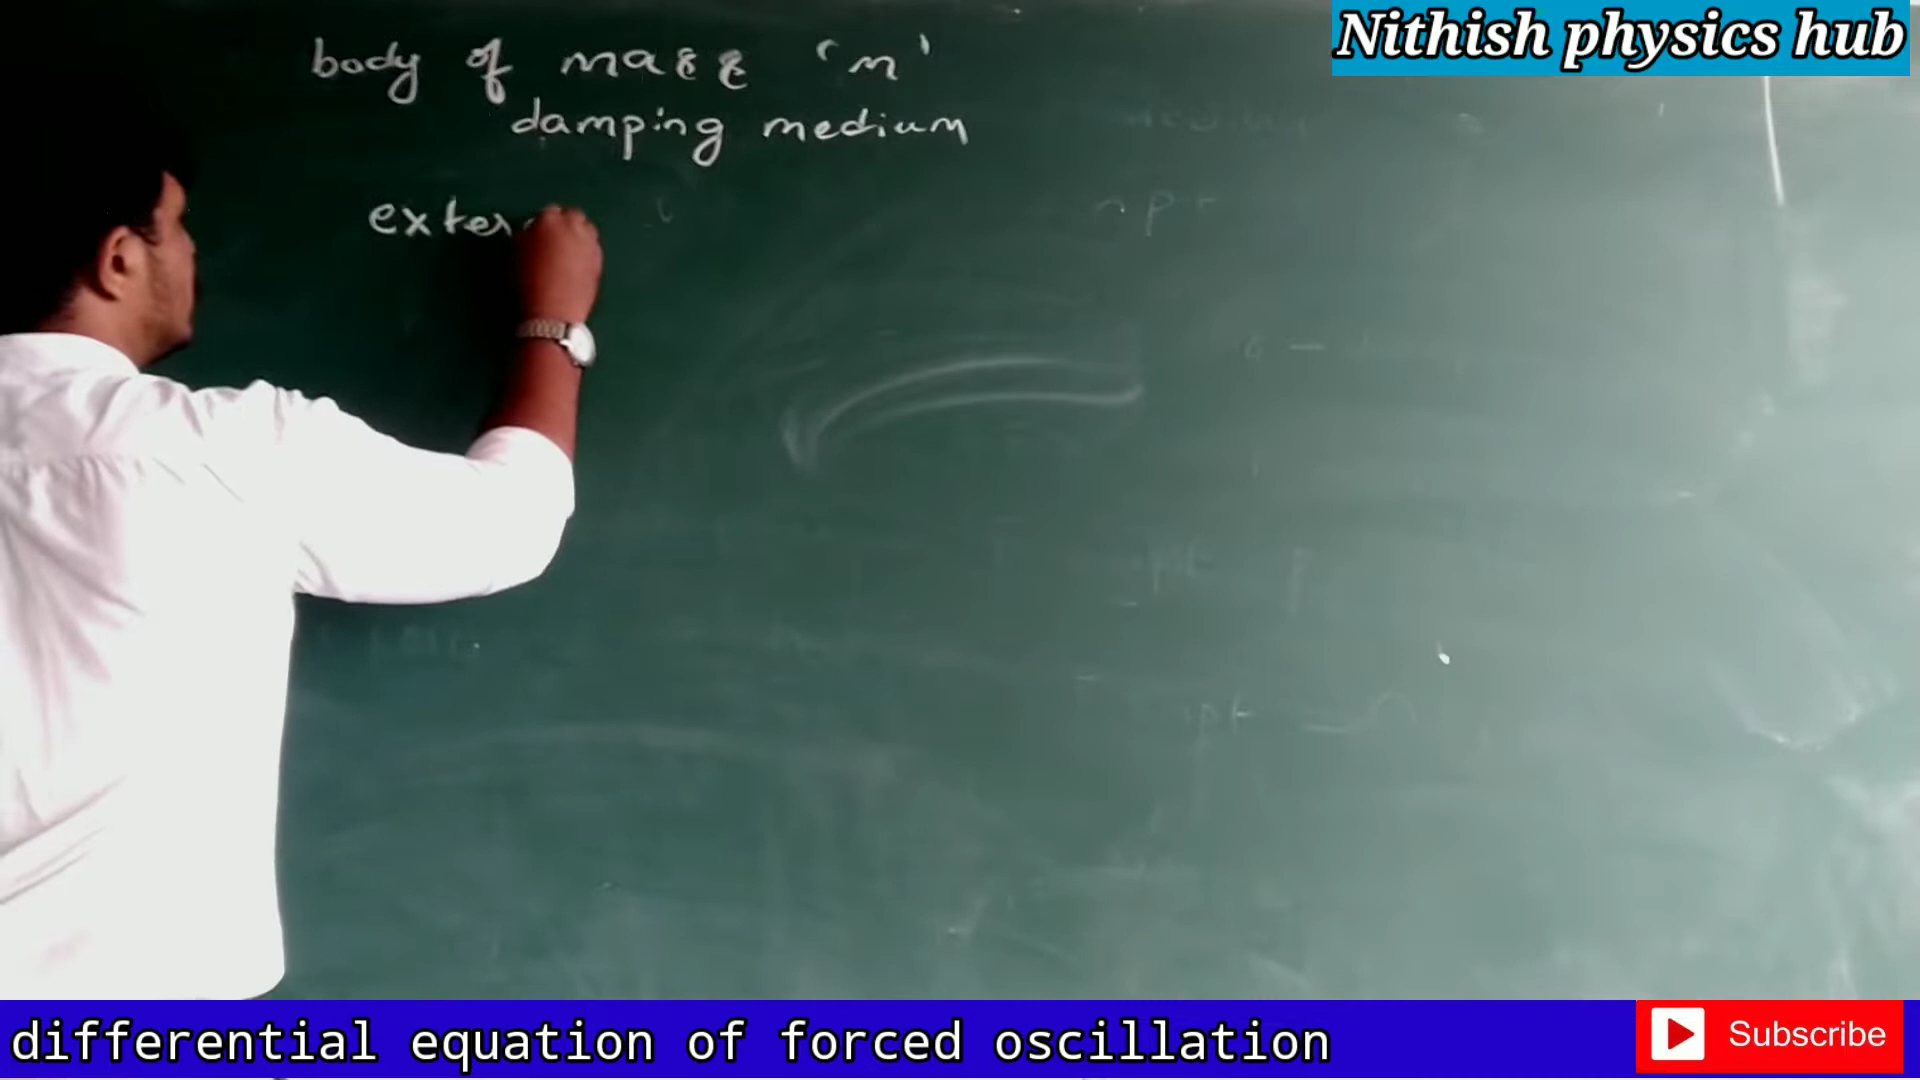 Nithish physics hub
body of mass 'm'
damping medium
exter
differential equation of forced oscillation
Subscribe